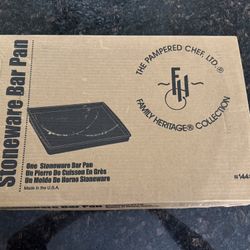 Stoneware Bar Pan
THE PAMPERED CHEF, LTD.®
FH
FAMILY HERITAGE® COLLECTION
One Stoneware Bar Pan
Un Pierre De Cuisson En Grès
Un Molde De Horno Stoneware
Made in the U.S.A.
Stoneware Bar Pan